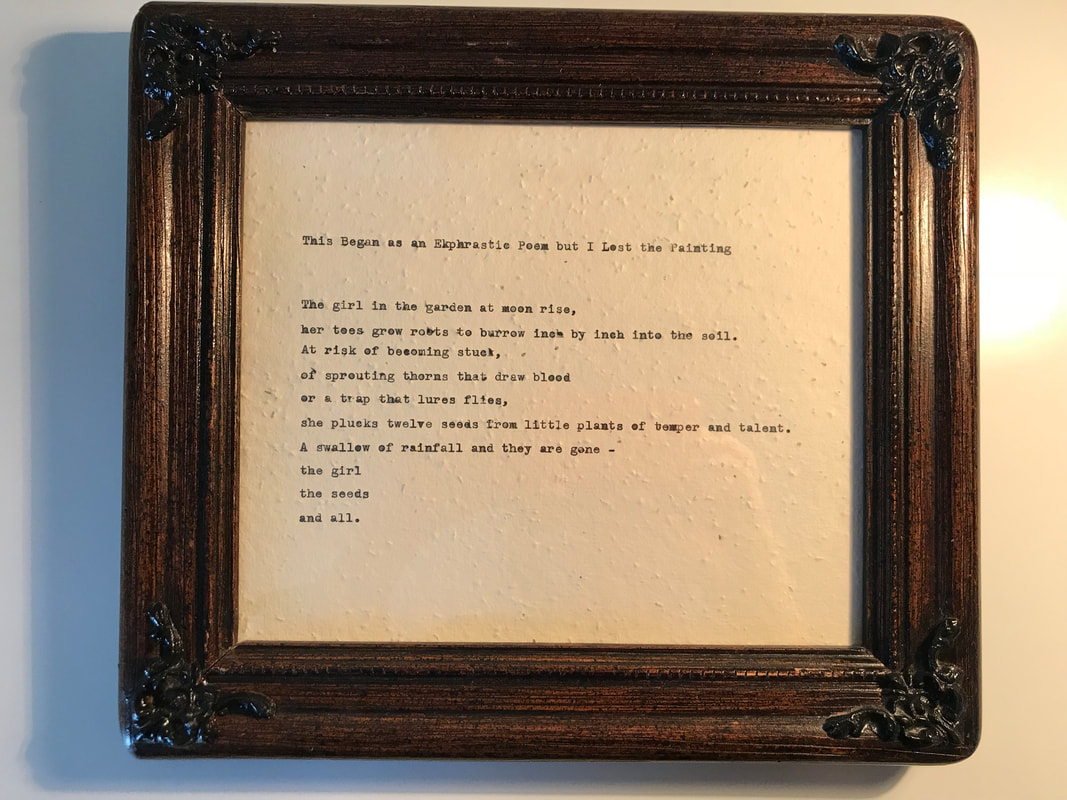 This Began as an Ekphrastic Poem but I Lost the Painting
The girl in the garden at moon rise,
her toes grow roots to burrow inch by inch into the soil.
At risk of becoming stuck,
of sprouting thorns that draw blood
or a trap that lures flies,
she plucks twelve seeds from little plants of temper and talent.
A swallow of rainfall and they are gone -
the girl
the seeds
and all.